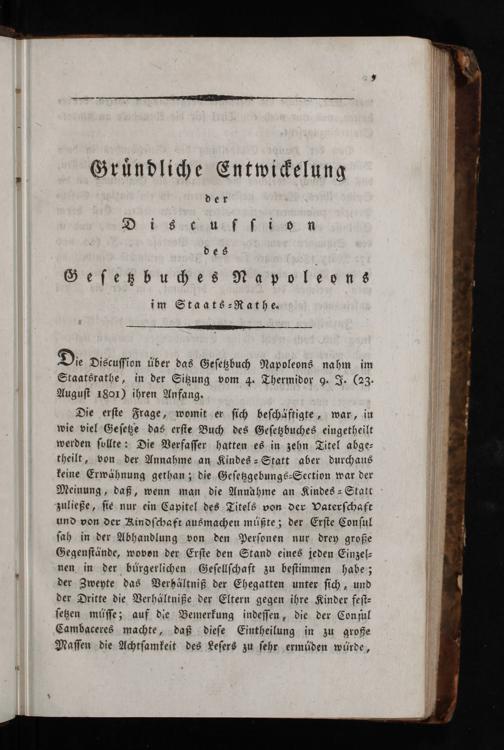 Gründliche Entwickelung
der
Discussion
des
Gesetzbuches Napoleons
im Staats-Rathe.
Die Discussion über das Gesetzbuch Napoleons nahm im
Staatsrathe, in der Sitzung vom 4. Thermidor 9. J. (23.
August 1801) ihren Anfang.
Die erste Frage, womit er sich beschäftigte, war, in
wie viel Gesetze das erste Buch des Gesetzbuches eingetheilt
werden sollte: Die Verfasser hatten es in zehn Titel abge-
theilt, von der Annahme an Kindes-Statt aber durchaus
keine Erwähnung gethan; die Gesetzgebungs-Section war der
Meinung, daß, wenn man die Annahme an Kindes-Statt
zuließe, sie nur ein Capitel des Titels von der Vaterschaft
und von der Kindschaft ausmachen müßte; der Erste Consul
sah in der Abhandlung von den Personen nur drey große
Gegenstände, wovon der Erste den Stand eines jeden Einzel-
nen in der bürgerlichen Gesellschaft zu bestimmen habe;
der Zweyte das Verhältniß der Ehegatten unter sich, und
der Dritte die Verhältniße der Eltern gegen ihre Kinder fest-
setzen müsse; auf die Bemerkung indessen, die der Consul
Cambaceres machte, daß diese Eintheilung in zu große
Massen die Achtsamkeit des Lesers zu sehr ermüden würde,